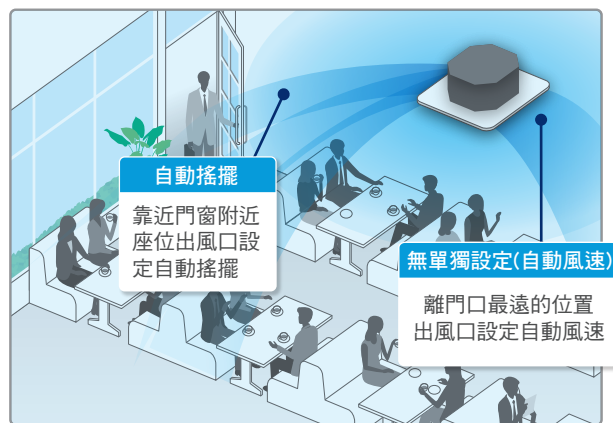 自動搖擺
靠近門窗附近
座位出風口設
定自動搖擺
無單獨設定(自動風速)
離門口最遠的位置
出風口設定自動風速